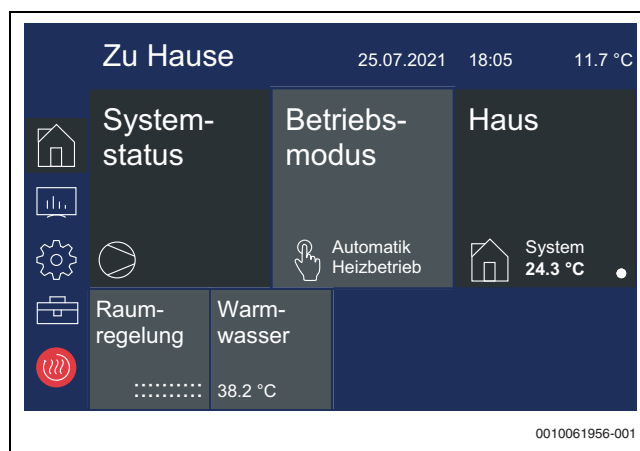 Zu Hause 25.07.2021 18:05 11.7 °C
System-
status
Betriebs-
modus
Automatik
Heizbetrieb
Haus
System
24.3 °C
Raum-
regelung
Warm-
wasser
38.2 °C
0010061956-001